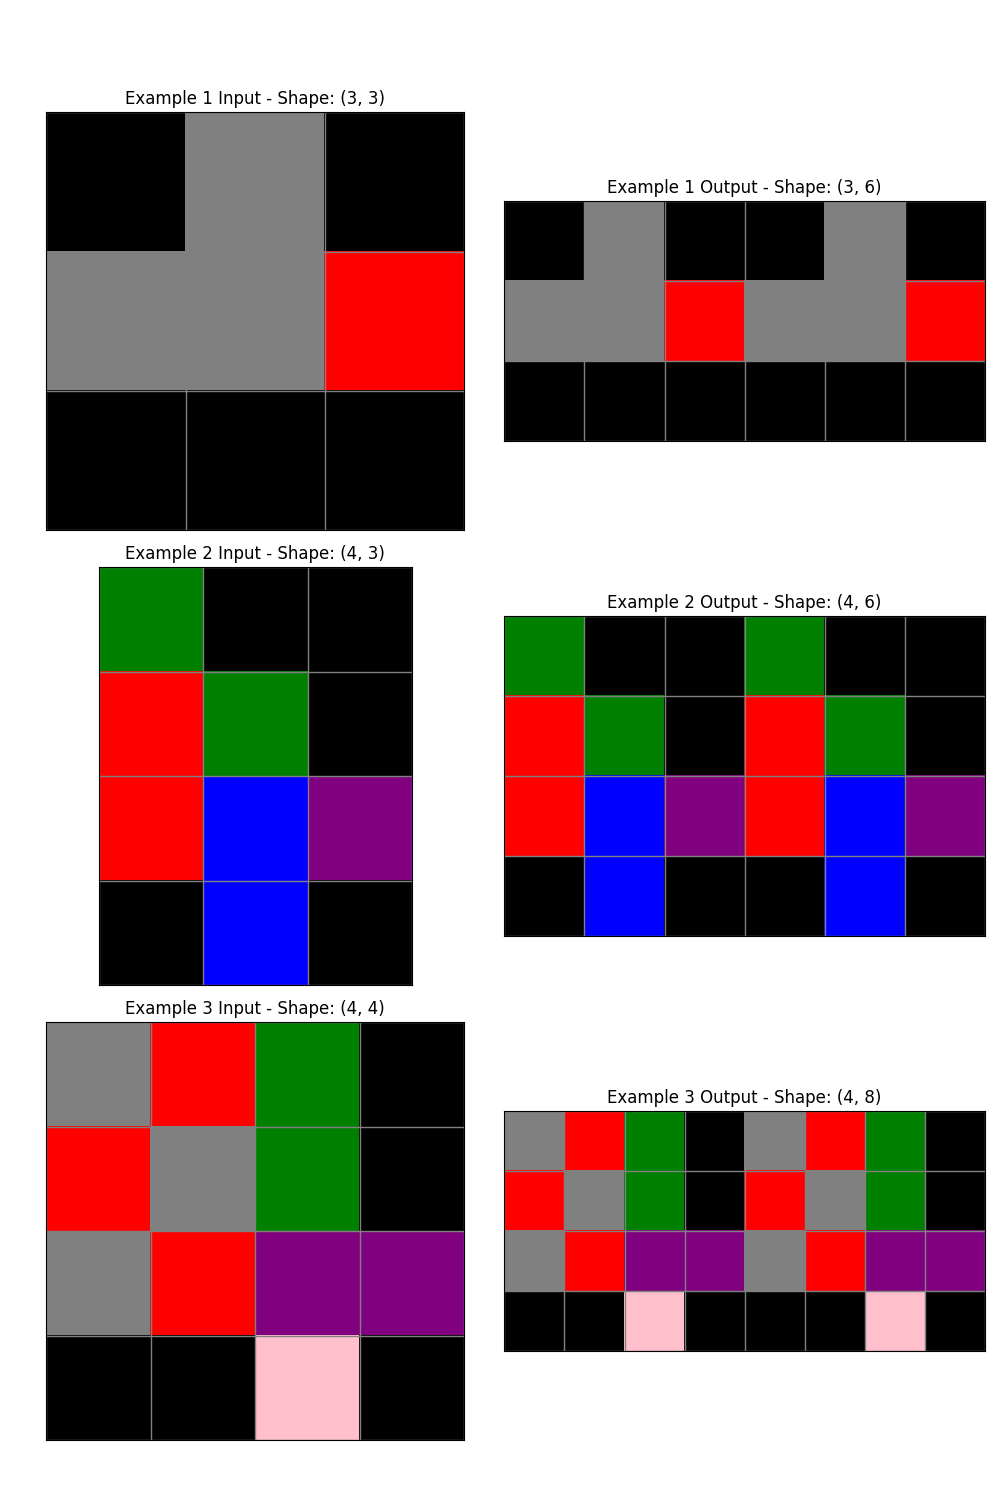 Example 1 Input - Shape: (3, 3)
Example 1 Output - Shape: (3, 6)
Example 2 Input - Shape: (4, 3)
Example 2 Output - Shape: (4, 6)
Example 3 Input - Shape: (4, 4)
Example 3 Output - Shape: (4, 8)